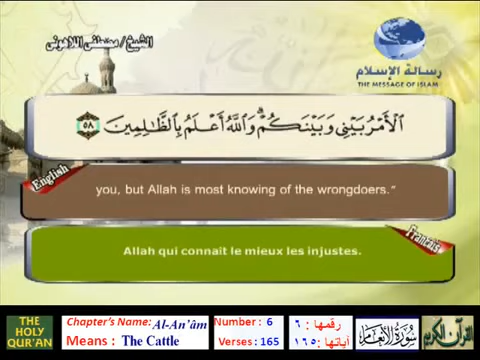 الشيخ / مصطفى اللاهونى
رسالة الإسلام
THE MESSAGE OF ISLAM
ٱلْأَمْرُ بَيْنِى وَبَيْنَكُمْ ۗ وَٱللَّهُ أَعْلَمُ بِٱلظَّٰلِمِينَ ٥٨
English
you, but Allah is most knowing of the wrongdoers."
Français
Allah qui connaît le mieux les injustes.
THE HOLY QUR'AN
Chapter's Name: Al-An'âm
Means : The Cattle
Number : 6
Verses : 165
رقمها : ٦
آياتها : ١٦٥
سورة الأنعام
القرآن الكريم